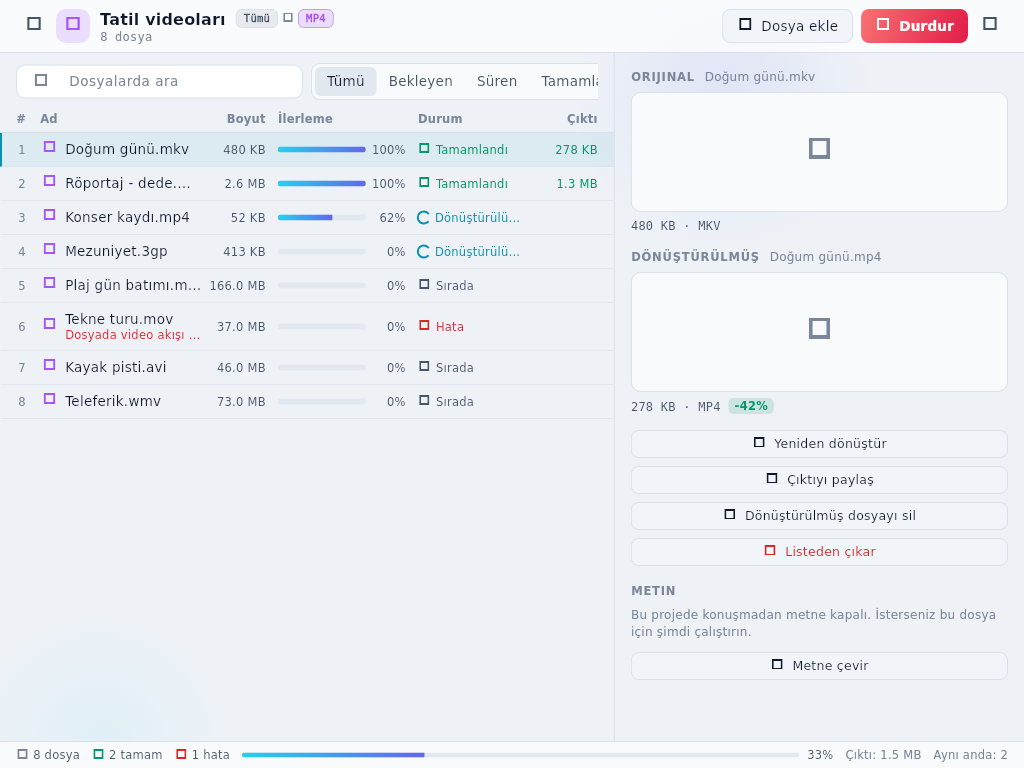 Tatil videoları Tümü MP4
8 dosya
Dosya ekle
Durdur
Dosyalarda ara
Tümü Bekleyen Süren Tamamla
# Ad Boyut İlerleme Durum Çıktı
1 Doğum günü.mkv 480 KB 100% Tamamlandı 278 KB
2 Röportaj - dede.... 2.6 MB 100% Tamamlandı 1.3 MB
3 Konser kaydı.mp4 52 KB 62% Dönüştürülü...
4 Mezuniyet.3gp 413 KB 0% Dönüştürülü...
5 Plaj gün batımı.m... 166.0 MB 0% Sırada
6 Tekne turu.mov 37.0 MB 0% Hata
Dosyada video akışı ...
7 Kayak pisti.avi 46.0 MB 0% Sırada
8 Teleferik.wmv 73.0 MB 0% Sırada
ORIJINAL Doğum günü.mkv
480 KB · MKV
DÖNÜŞTÜRÜLMÜŞ Doğum günü.mp4
278 KB · MP4 -42%
Yeniden dönüştür
Çıktıyı paylaş
Dönüştürülmüş dosyayı sil
Listeden çıkar
METIN
Bu projede konuşmadan metne kapalı. İsterseniz bu dosya
için şimdi çalıştırın.
Metne çevir
8 dosya 2 tamam 1 hata 33% Çıktı: 1.5 MB Aynı anda: 2